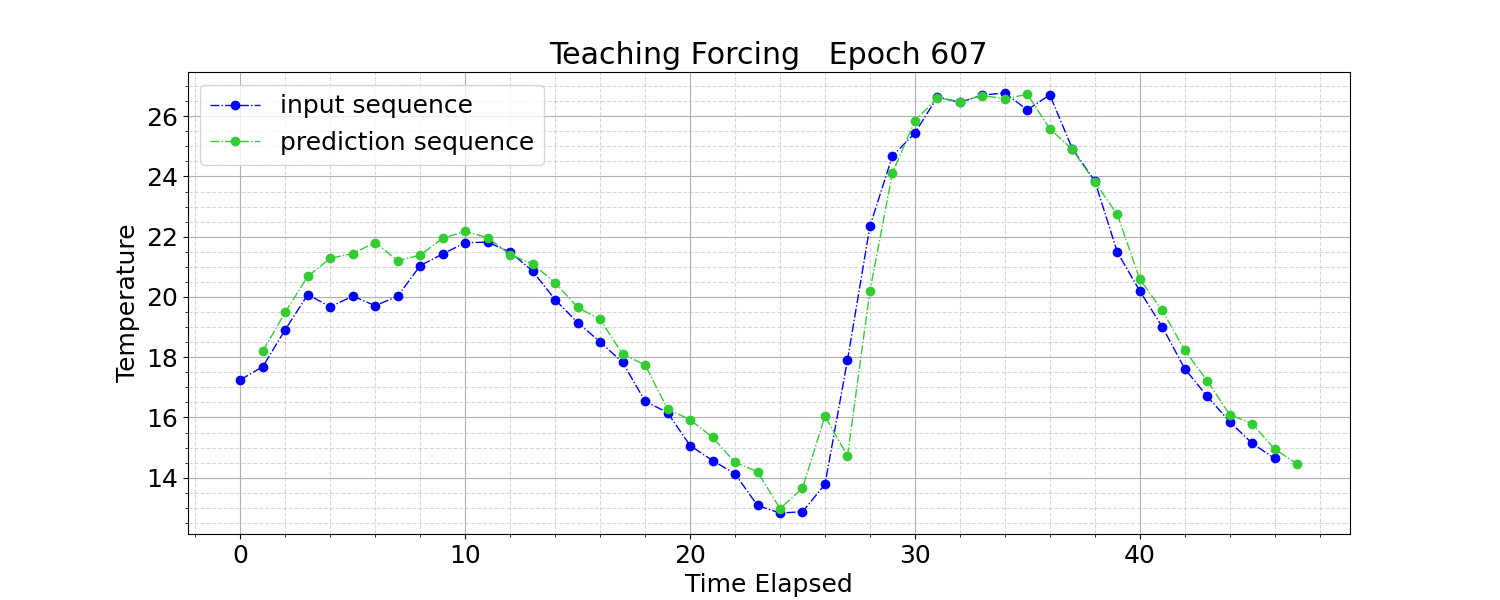 Teaching Forcing   Epoch 607
input sequence
prediction sequence
26
24
22
20
18
16
14
Temperature
0 10 20 30 40
Time Elapsed